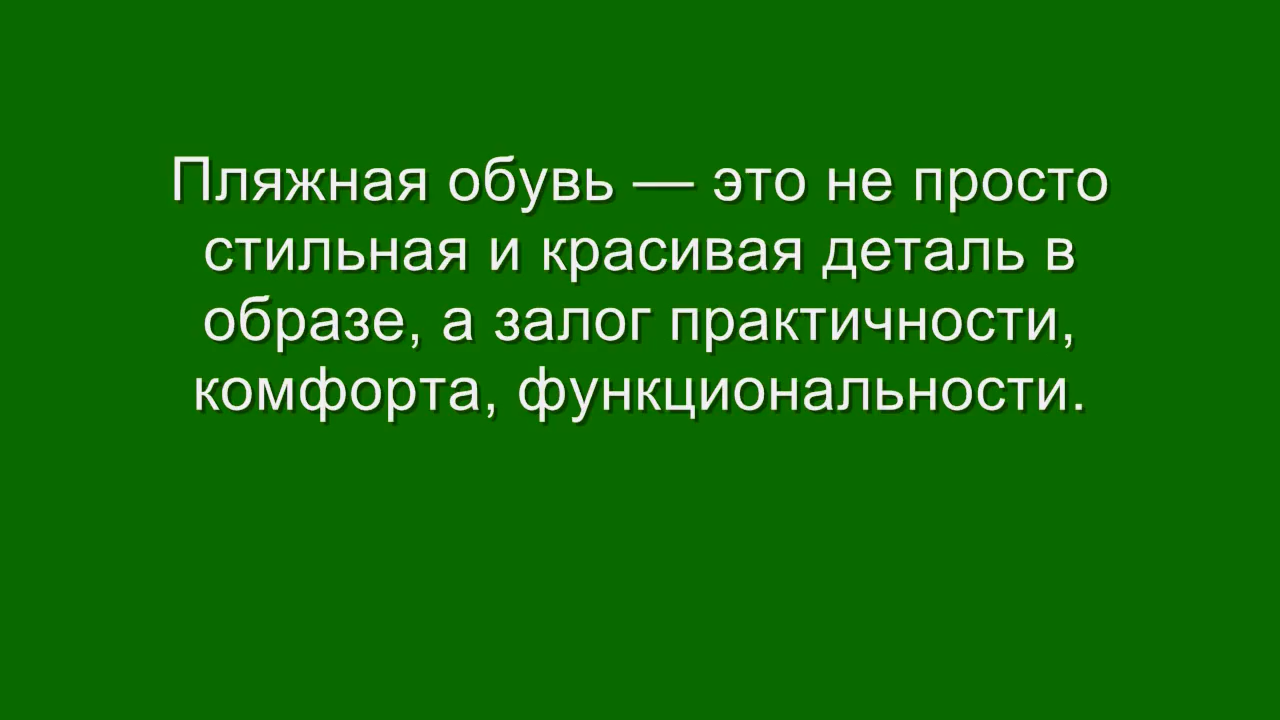 Пляжная обувь — это не просто
стильная и красивая деталь в
образе, а залог практичности,
комфорта, функциональности.